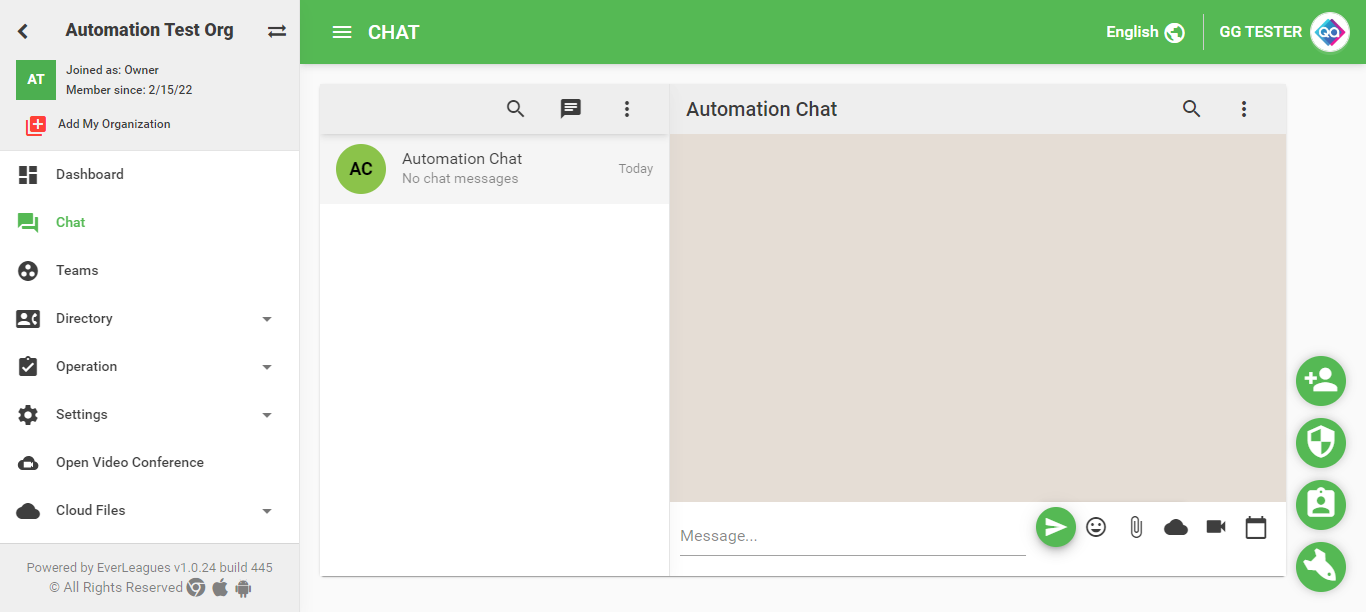 Automation Test Org
AT
Joined as: Owner
Member since: 2/15/22
Add My Organization
Dashboard
Chat
Teams
Directory
Operation
Settings
Open Video Conference
Cloud Files
Powered by EverLeagues v1.0.24 build 445
© All Rights Reserved
CHAT
English
GG TESTER
Automation Chat
AC
Automation Chat
Today
No chat messages
Message...